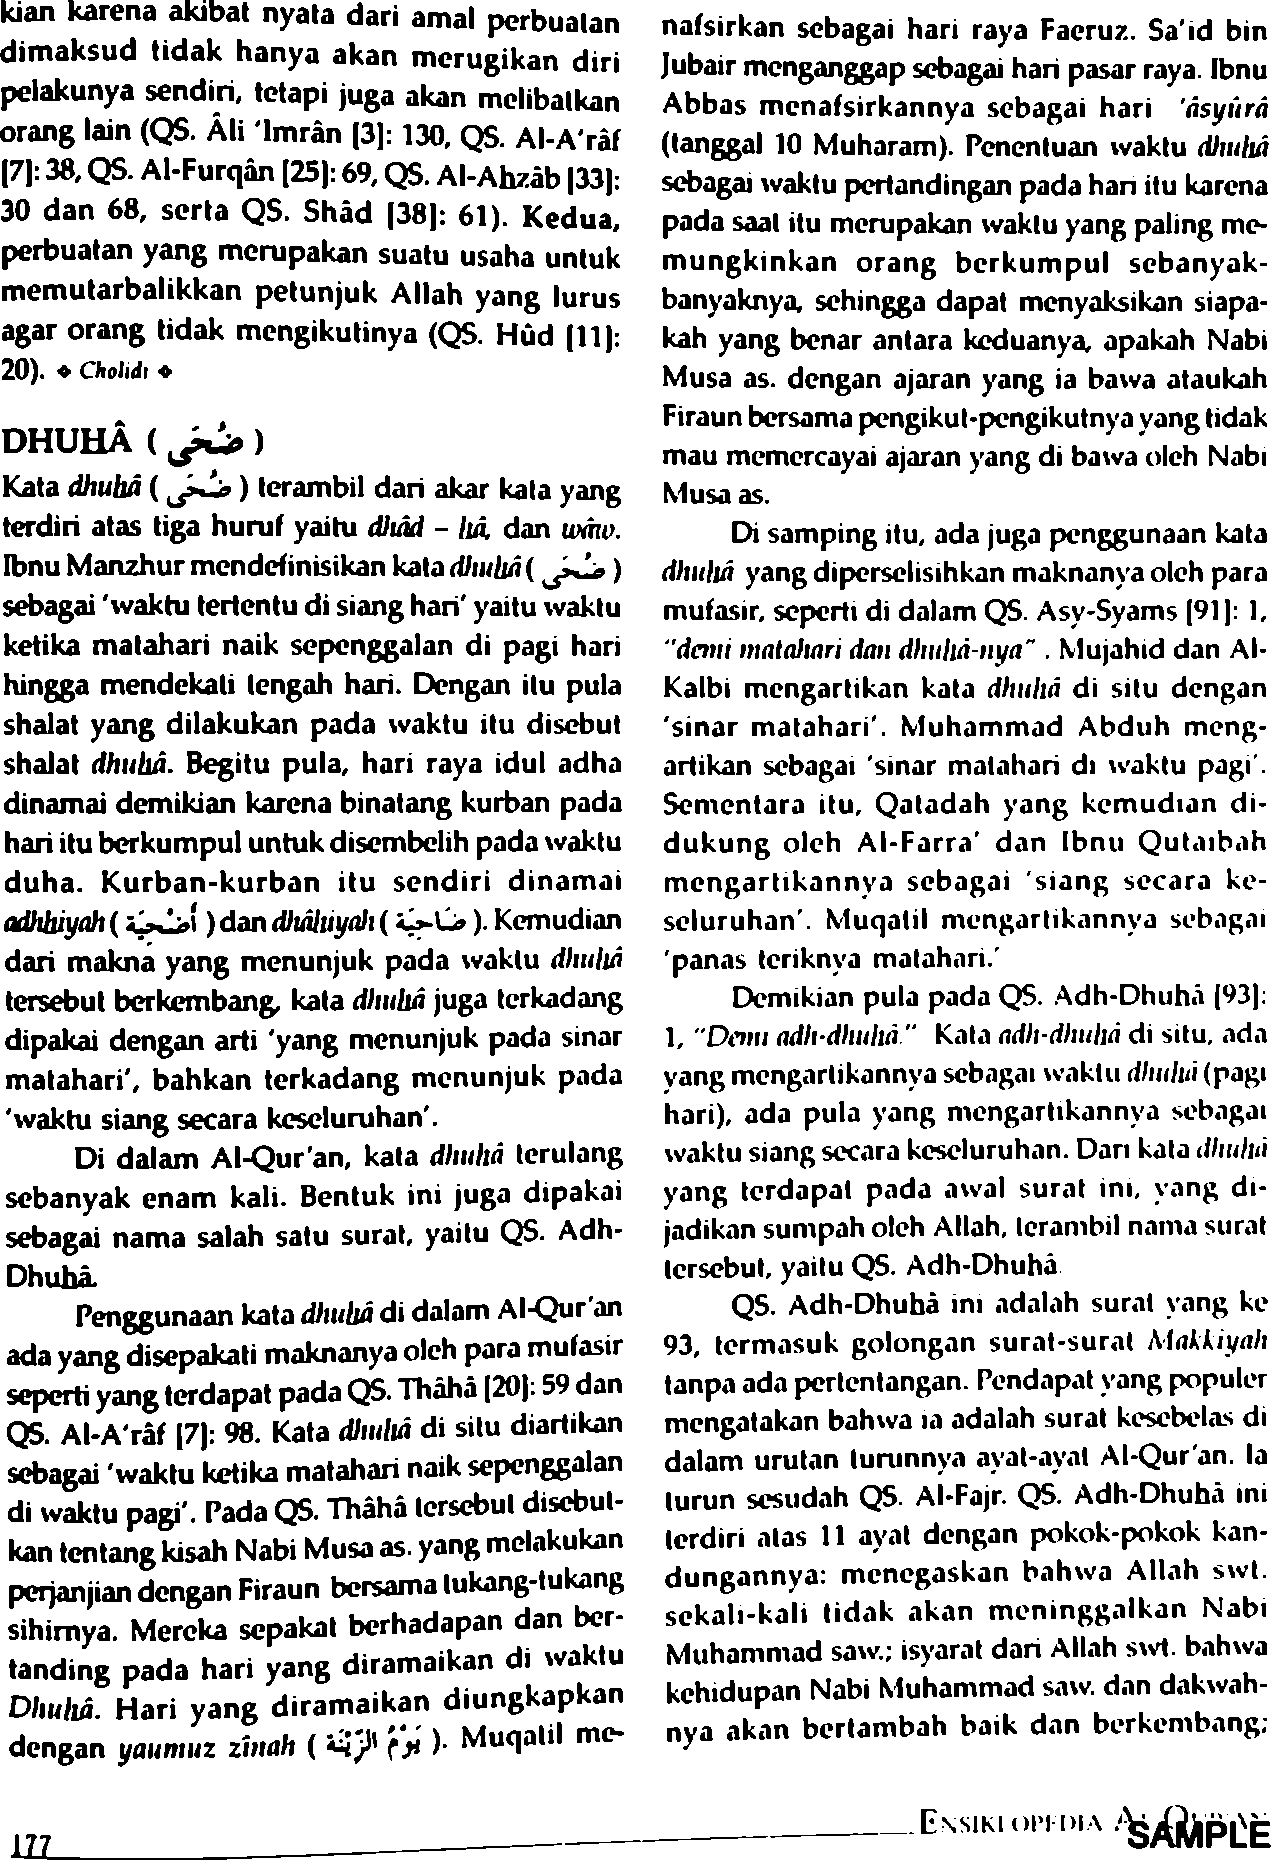 kian karena akibat nyata dari amal perbuatan
dimaksud tidak hanya akan merugikan diri
pelakunya sendiri, tetapi juga akan melibatkan
orang lain (QS. Âli 'Imrân [3]: 130, QS. Al-A'râf
[7]: 38, QS. Al-Furqân [25]: 69, QS. Al-Ahzâb [33]:
30 dan 68, serta QS. Shâd [38]: 61). Kedua,
perbuatan yang merupakan suatu usaha untuk
memutarbalikkan petunjuk Allah yang lurus
agar orang tidak mengikutinya (QS. Hûd [11]:
20). ❖ Cholidi ❖
DHUHÂ ( ضُحَى )
Kata dhuhâ ( ضُحَى ) terambil dari akar kata yang
terdiri atas tiga huruf yaitu dhâd – hâ, dan wâw.
Ibnu Manzhur mendefinisikan kata dhuhâ ( ضُحَى )
sebagai 'waktu tertentu di siang hari' yaitu waktu
ketika matahari naik sepenggalan di pagi hari
hingga mendekati tengah hari. Dengan itu pula
shalat yang dilakukan pada waktu itu disebut
shalat dhuhâ. Begitu pula, hari raya idul adha
dinamai demikian karena binatang kurban pada
hari itu berkumpul untuk disembelih pada waktu
duha. Kurban-kurban itu sendiri dinamai
adhhiyah ( أُضْحِيَّة ) dan dhâhiyah ( ضَاحِيَة ). Kemudian
dari makna yang menunjuk pada waktu dhuhâ
tersebut berkembang, kata dhuhâ juga terkadang
dipakai dengan arti 'yang menunjuk pada sinar
matahari', bahkan terkadang menunjuk pada
'waktu siang secara keseluruhan'.
Di dalam Al-Qur'an, kata dhuhâ terulang
sebanyak enam kali. Bentuk ini juga dipakai
sebagai nama salah satu surat, yaitu QS. Adh-
Dhuhâ.
Penggunaan kata dhuhâ di dalam Al-Qur'an
ada yang disepakati maknanya oleh para mufasir
seperti yang terdapat pada QS. Thâhâ [20]: 59 dan
QS. Al-A'râf [7]: 98. Kata dhuhâ di situ diartikan
sebagai 'waktu ketika matahari naik sepenggalan
di waktu pagi'. Pada QS. Thâhâ tersebut disebut-
kan tentang kisah Nabi Musa as. yang melakukan
perjanjian dengan Firaun bersama tukang-tukang
sihirnya. Mereka sepakat berhadapan dan ber-
tanding pada hari yang diramaikan di waktu
Dhuhâ. Hari yang diramaikan diungkapkan
dengan yaumuz zînah ( يَوْمُ الزِّيْنَة ). Muqatil me-
nafsirkan sebagai hari raya Faeruz. Sa'id bin
Jubair menganggap sebagai hari pasar raya. Ibnu
Abbas menafsirkannya sebagai hari 'âsyûrâ
(tanggal 10 Muharam). Penentuan waktu dhuhâ
sebagai waktu pertandingan pada hari itu karena
pada saat itu merupakan waktu yang paling me-
mungkinkan orang berkumpul sebanyak-
banyaknya, sehingga dapat menyaksikan siapa-
kah yang benar antara keduanya, apakah Nabi
Musa as. dengan ajaran yang ia bawa ataukah
Firaun bersama pengikut-pengikutnya yang tidak
mau memercayai ajaran yang di bawa oleh Nabi
Musa as.
Di samping itu, ada juga penggunaan kata
dhuhâ yang diperselisihkan maknanya oleh para
mufasir, seperti di dalam QS. Asy-Syams [91]: 1,
"demi matahari dan dhuhâ-nya" . Mujahid dan Al-
Kalbi mengartikan kata dhuhâ di situ dengan
'sinar matahari'. Muhammad Abduh meng-
artikan sebagai 'sinar matahari di waktu pagi'.
Sementara itu, Qatadah yang kemudian di-
dukung oleh Al-Farra' dan Ibnu Qutaibah
mengartikannya sebagai 'siang secara ke-
seluruhan'. Muqatil mengartikannya sebagai
'panas teriknya matahari.'
Demikian pula pada QS. Adh-Dhuhâ [93]:
1, "Demi adh-dhuhâ." Kata adh-dhuhâ di situ, ada
yang mengartikannya sebagai waktu dhuhâ (pagi
hari), ada pula yang mengartikannya sebagai
waktu siang secara keseluruhan. Dari kata dhuhâ
yang terdapat pada awal surat ini, yang di-
jadikan sumpah oleh Allah, terambil nama surat
tersebut, yaitu QS. Adh-Dhuhâ.
QS. Adh-Dhuhâ ini adalah surat yang ke
93, termasuk golongan surat-surat Makkiyah
tanpa ada pertentangan. Pendapat yang populer
mengatakan bahwa ia adalah surat kesebelas di
dalam urutan turunnya ayat-ayat Al-Qur'an. Ia
turun sesudah QS. Al-Fajr. QS. Adh-Dhuhâ ini
terdiri atas 11 ayat dengan pokok-pokok kan-
dungannya: menegaskan bahwa Allah swt.
sekali-kali tidak akan meninggalkan Nabi
Muhammad saw.; isyarat dari Allah swt. bahwa
kehidupan Nabi Muhammad saw. dan dakwah-
nya akan bertambah baik dan berkembang;
177
ENSIKLOPEDIA AL-QUR'AN
SAMPLE